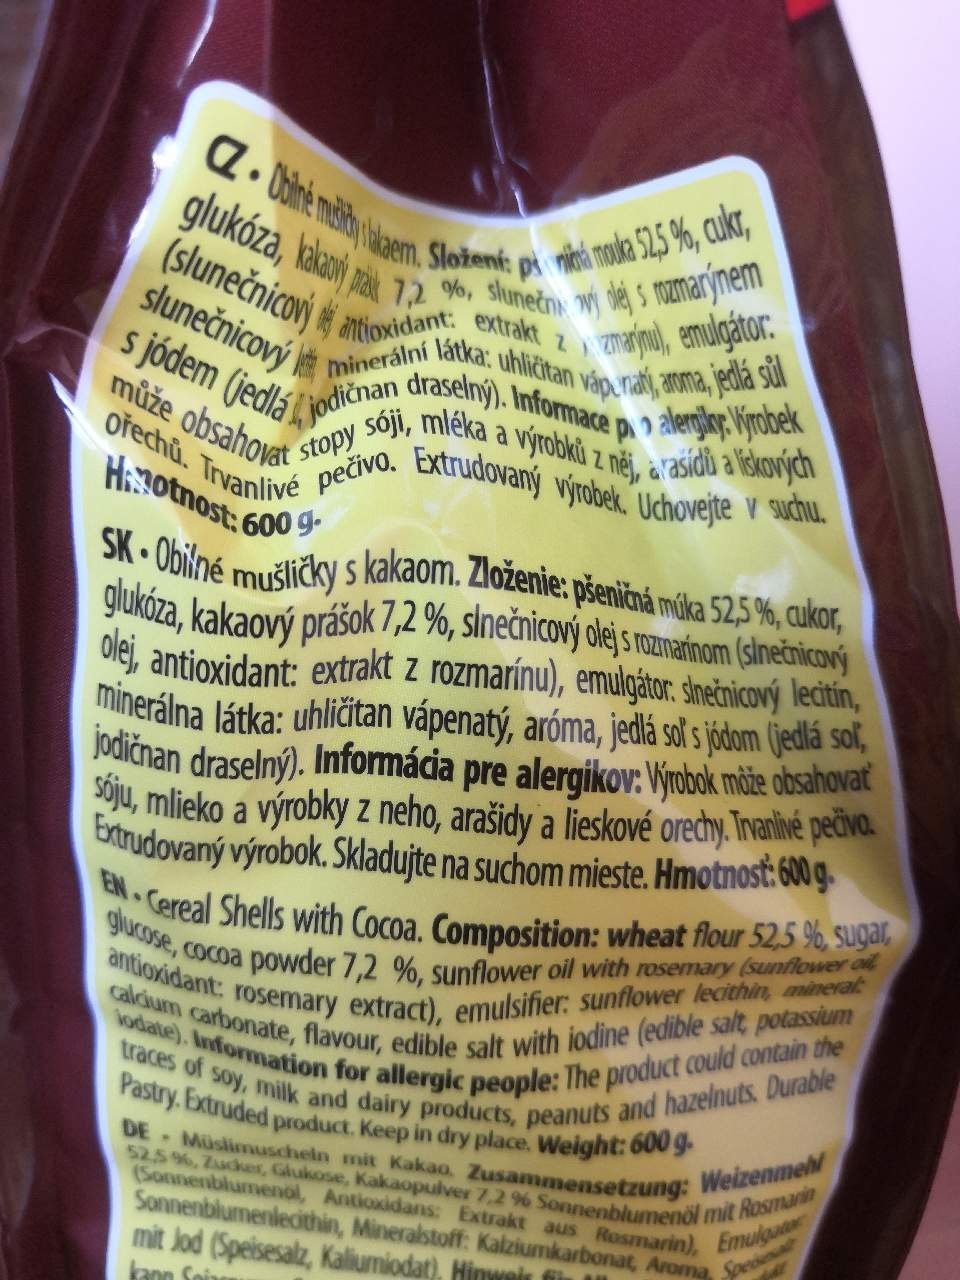 CZ • Obilné mušličky s kakaem. Složení: pšeničná mouka 52,5 %, cukr,
glukóza, kakaový prášek 7,2 %, slunečnicový olej s rozmarýnem
(slunečnicový olej, antioxidant: extrakt z rozmarýnu), emulgátor:
slunečnicový lecitin, minerální látka: uhličitan vápenatý, aroma, jedlá sůl
s jódem (jedlá sůl, jodičnan draselný). Informace pro alergiky: Výrobek
může obsahovat stopy sóji, mléka a výrobků z něj, arašídů a lískových
ořechů. Trvanlivé pečivo. Extrudovaný výrobek. Uchovejte v suchu.
Hmotnost: 600 g.
SK • Obilné mušličky s kakaom. Zloženie: pšeničná múka 52,5 %, cukor,
glukóza, kakaový prášok 7,2 %, slnečnicový olej s rozmarínom (slnečnicový
olej, antioxidant: extrakt z rozmarínu), emulgátor: slnečnicový lecitín,
minerálna látka: uhličitan vápenatý, aróma, jedlá soľ s jódom (jedlá soľ,
jodičnan draselný). Informácia pre alergikov: Výrobok môže obsahovať
sóju, mlieko a výrobky z neho, arašidy a lieskové orechy. Trvanlivé pečivo.
Extrudovaný výrobok. Skladujte na suchom mieste. Hmotnosť: 600 g.
EN • Cereal Shells with Cocoa. Composition: wheat flour 52,5 %, sugar,
glucose, cocoa powder 7,2 %, sunflower oil with rosemary (sunflower oil,
antioxidant: rosemary extract), emulsifier: sunflower lecithin, mineral:
calcium carbonate, flavour, edible salt with iodine (edible salt, potassium
iodate). Information for allergic people: The product could contain the
traces of soy, milk and dairy products, peanuts and hazelnuts. Durable
Pastry. Extruded product. Keep in dry place. Weight: 600 g.
DE • Müslimuscheln mit Kakao. Zusammensetzung: Weizenmehl
52,5 %, Zucker, Glukose, Kakaopulver 7,2 % Sonnenblumenöl mit Rosmarin
(Sonnenblumenöl, Antioxidans: Extrakt aus Rosmarin), Emulgator:
Sonnenblumenlecithin, Mineralstoff: Kalziumkarbonat, Aroma, Speisesalz
mit Jod (Speisesalz, Kaliumiodat). Hinweis für
kann